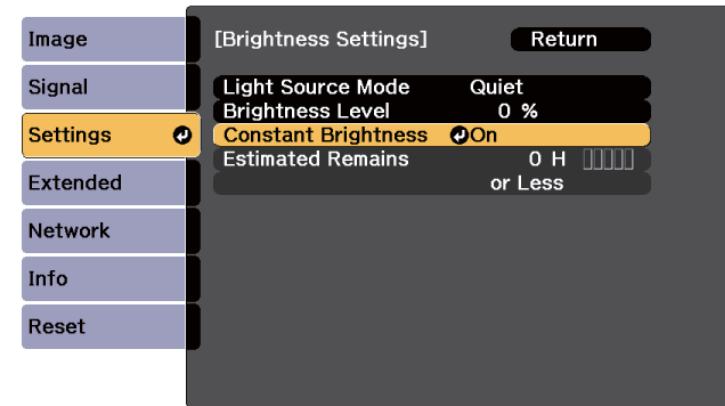 Image
Signal
Settings
Extended
Network
Info
Reset
[Brightness Settings]
Return
Light Source Mode Quiet
Brightness Level 0 %
Constant Brightness On
Estimated Remains 0 H
or Less